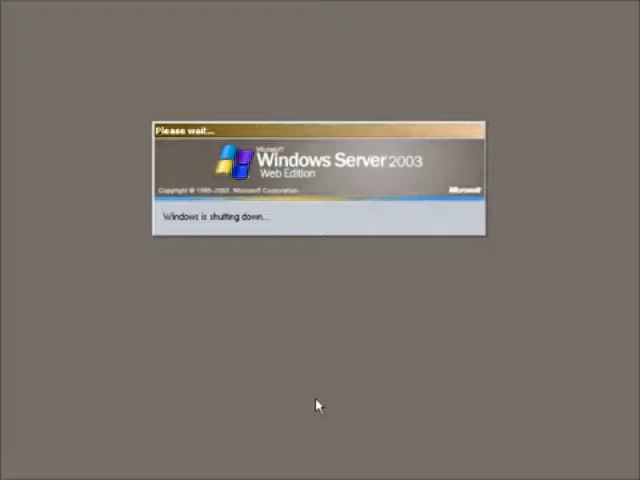 Please wait...
Microsoft
Windows Server 2003
Web Edition
Copyright © 1985-2003 Microsoft Corporation
Microsoft
Windows is shutting down...